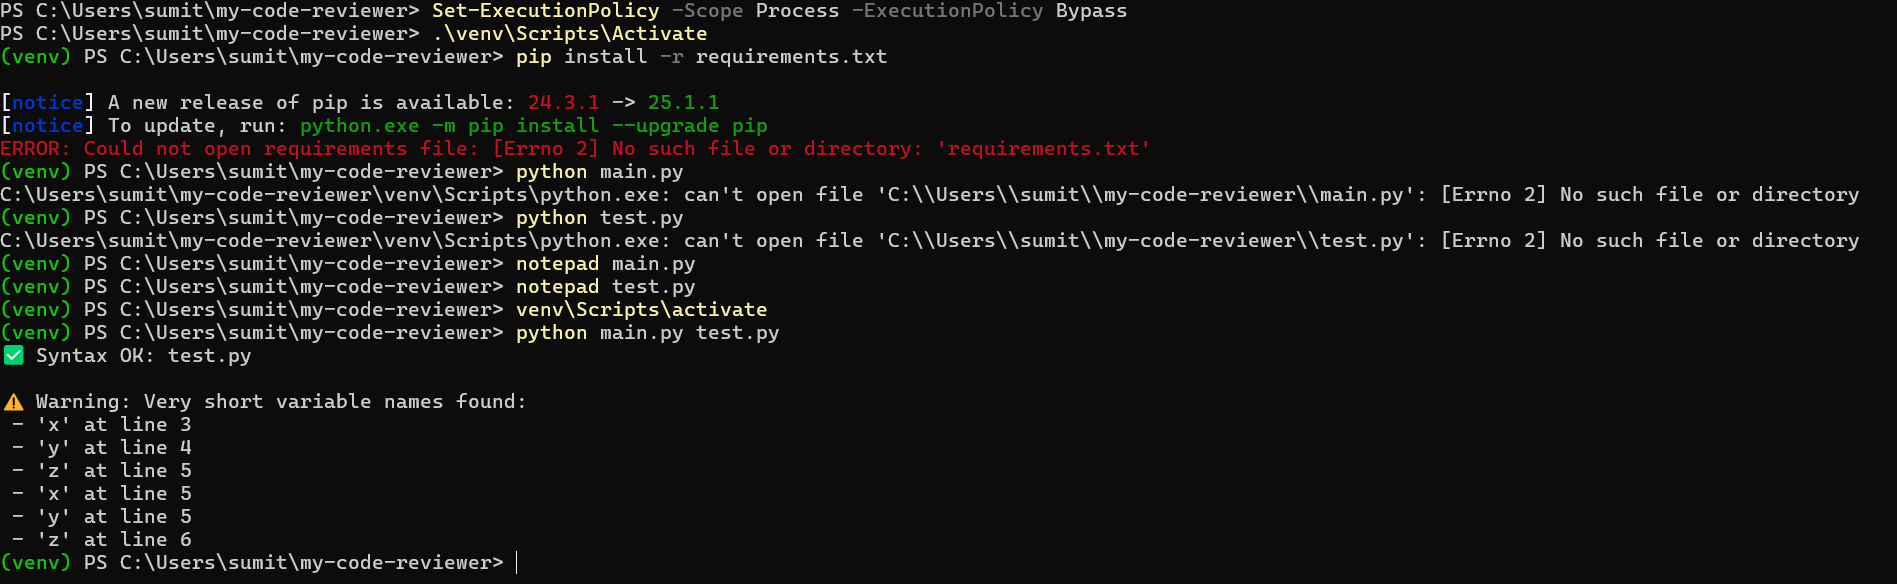 PS C:\Users\sumit\my-code-reviewer> Set-ExecutionPolicy -Scope Process -ExecutionPolicy Bypass
PS C:\Users\sumit\my-code-reviewer> .\venv\Scripts\Activate
(venv) PS C:\Users\sumit\my-code-reviewer> pip install -r requirements.txt
[notice] A new release of pip is available: 24.3.1 -> 25.1.1
[notice] To update, run: python.exe -m pip install --upgrade pip
ERROR: Could not open requirements file: [Errno 2] No such file or directory: 'requirements.txt'
(venv) PS C:\Users\sumit\my-code-reviewer> python main.py
C:\Users\sumit\my-code-reviewer\venv\Scripts\python.exe: can't open file 'C:\\Users\\sumit\\my-code-reviewer\\main.py': [Errno 2] No such file or directory
(venv) PS C:\Users\sumit\my-code-reviewer> python test.py
C:\Users\sumit\my-code-reviewer\venv\Scripts\python.exe: can't open file 'C:\\Users\\sumit\\my-code-reviewer\\test.py': [Errno 2] No such file or directory
(venv) PS C:\Users\sumit\my-code-reviewer> notepad main.py
(venv) PS C:\Users\sumit\my-code-reviewer> notepad test.py
(venv) PS C:\Users\sumit\my-code-reviewer> venv\Scripts\activate
(venv) PS C:\Users\sumit\my-code-reviewer> python main.py test.py
✅ Syntax OK: test.py
⚠️ Warning: Very short variable names found:
- 'x' at line 3
- 'y' at line 4
- 'z' at line 5
- 'x' at line 5
- 'y' at line 5
- 'z' at line 6
(venv) PS C:\Users\sumit\my-code-reviewer>